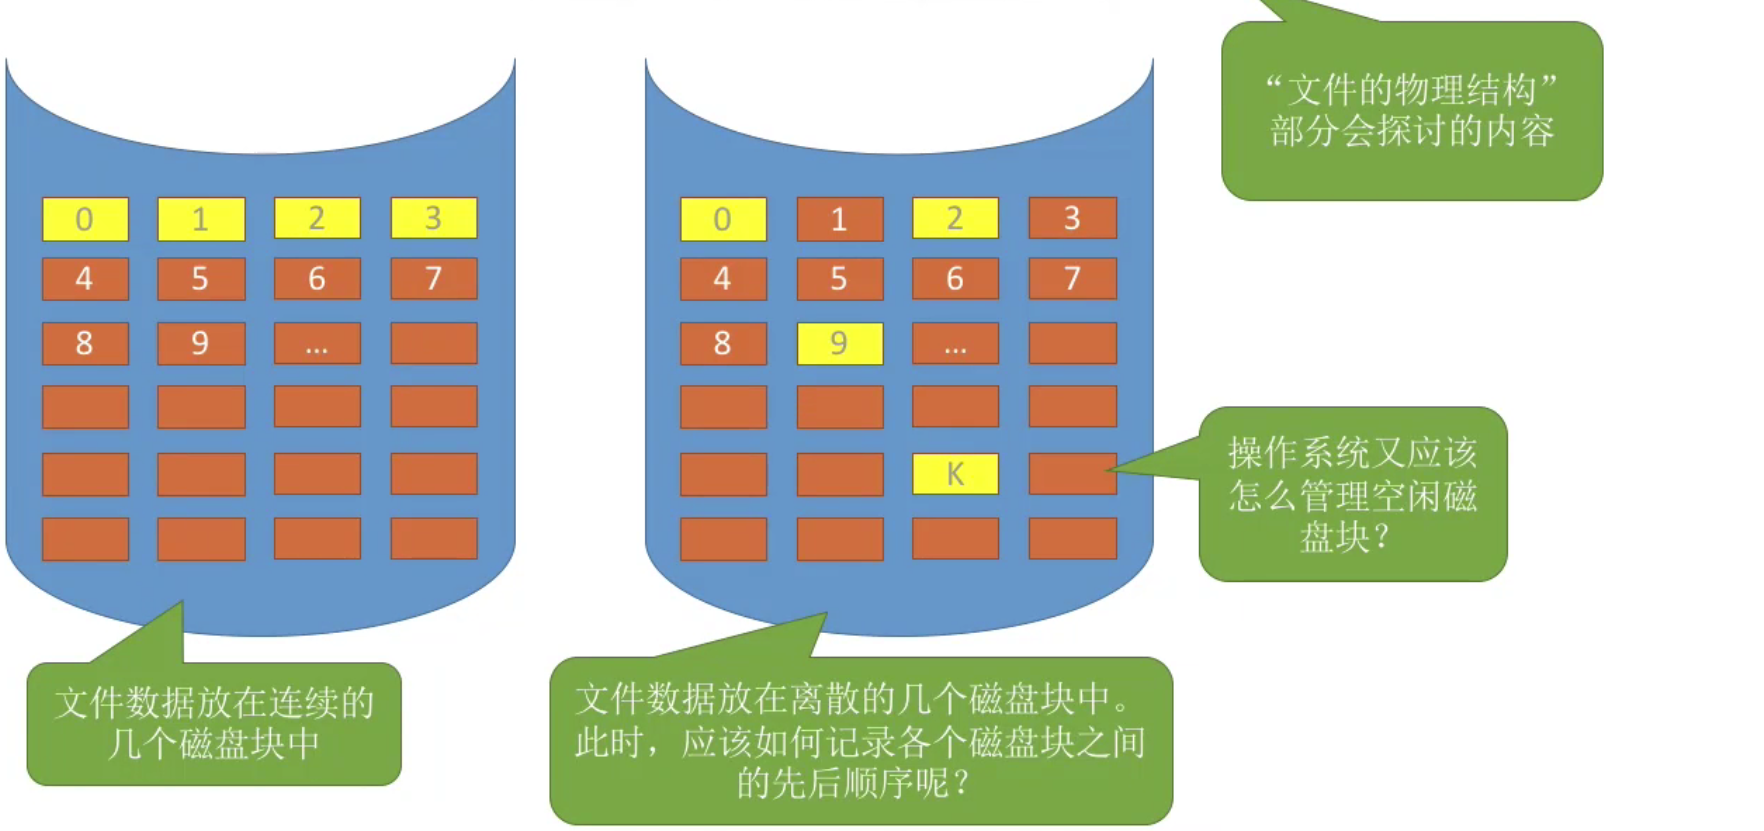 “文件的物理结构”
部分会探讨的内容
0 1 2 3
4 5 6 7
8 9 ...
0 1 2 3
4 5 6 7
8 9 ...
K
操作系统又应该
怎么管理空闲磁
盘块？
文件数据放在连续的
几个磁盘块中
文件数据放在离散的几个磁盘块中。
此时，应该如何记录各个磁盘块之间
的先后顺序呢？